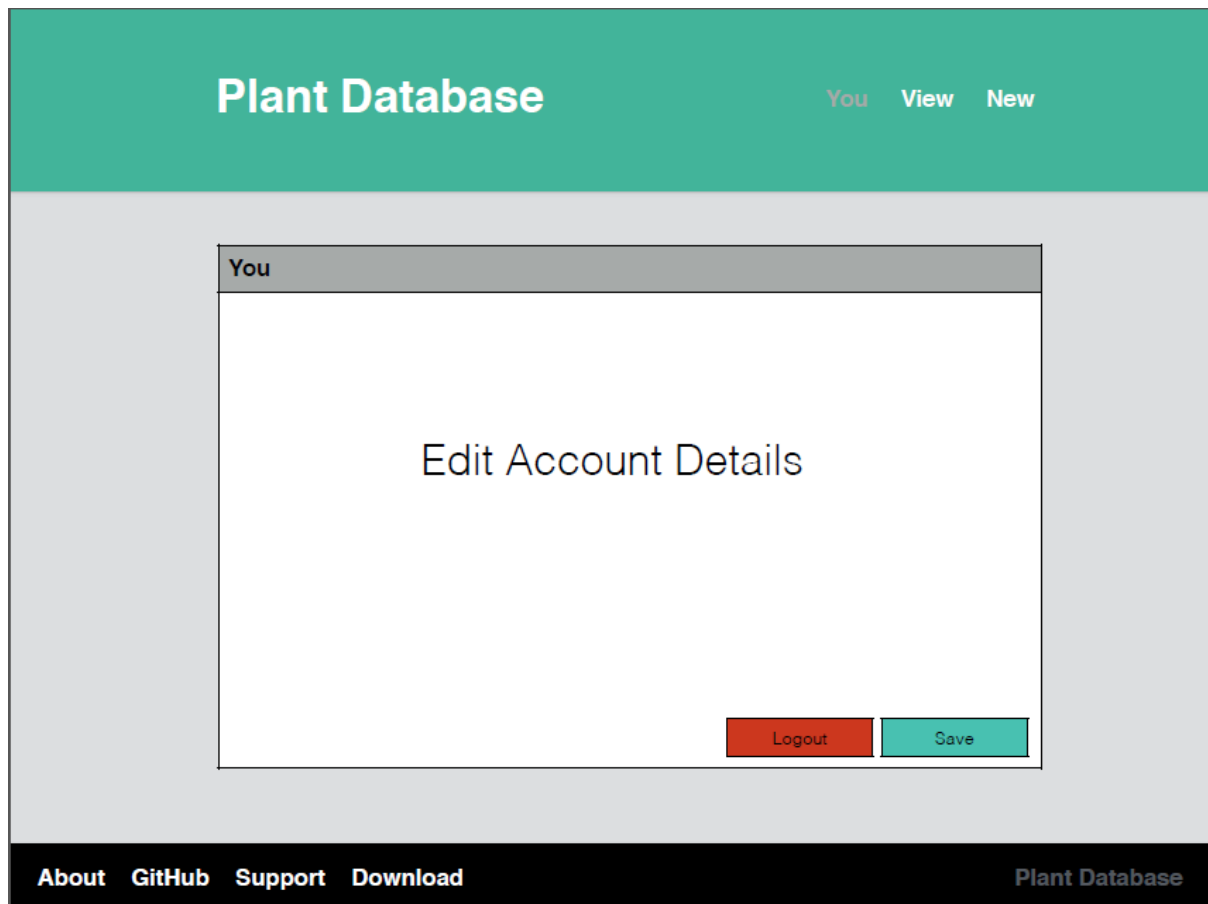 Plant Database You View New
You
Edit Account Details
Logout Save
About GitHub Support Download Plant Database